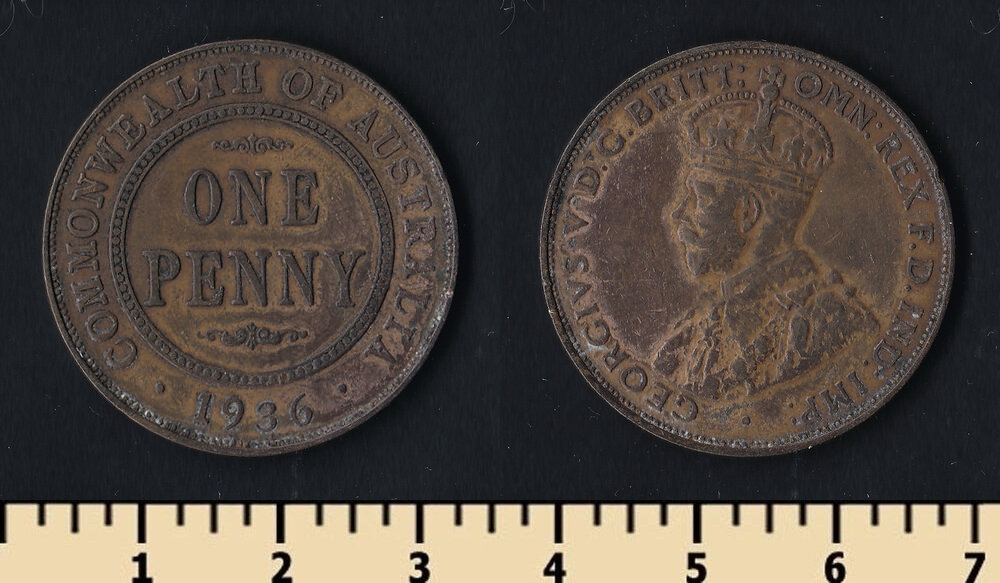 COMMONWEALTH OF AUSTRALIA
ONE
PENNY
· 1936 ·
GEORGIVS V D.G. BRITT: OMN: REX F.D. IND: IMP:
1 2 3 4 5 6 7